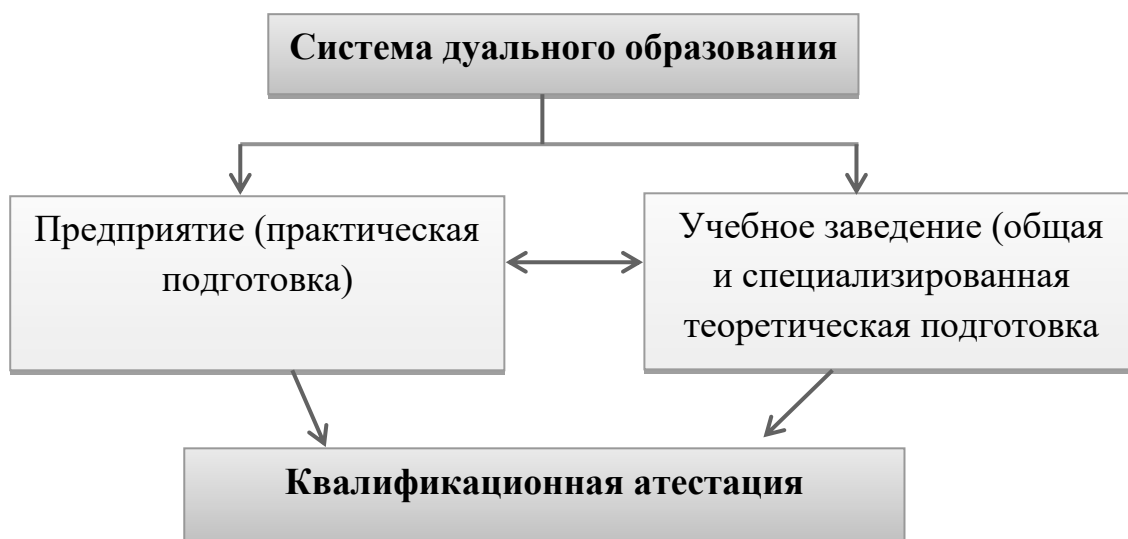 Система дуального образования
Предприятие (практическая
подготовка)
Учебное заведение (общая
и специализированная
теоретическая подготовка
Квалификационная атестация